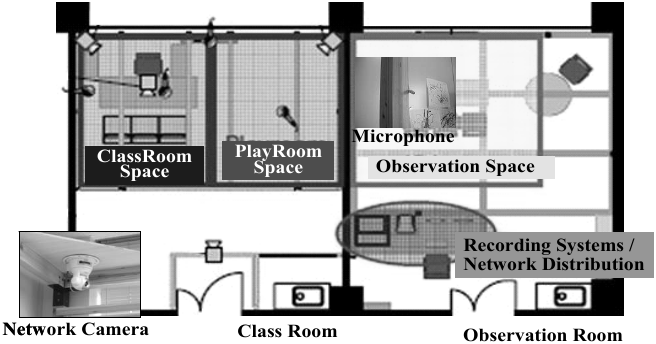 ClassRoom
Space
PlayRoom
Space
Microphone
Observation Space
Recording Systems /
Network Distribution
Network Camera
Class Room
Observation Room